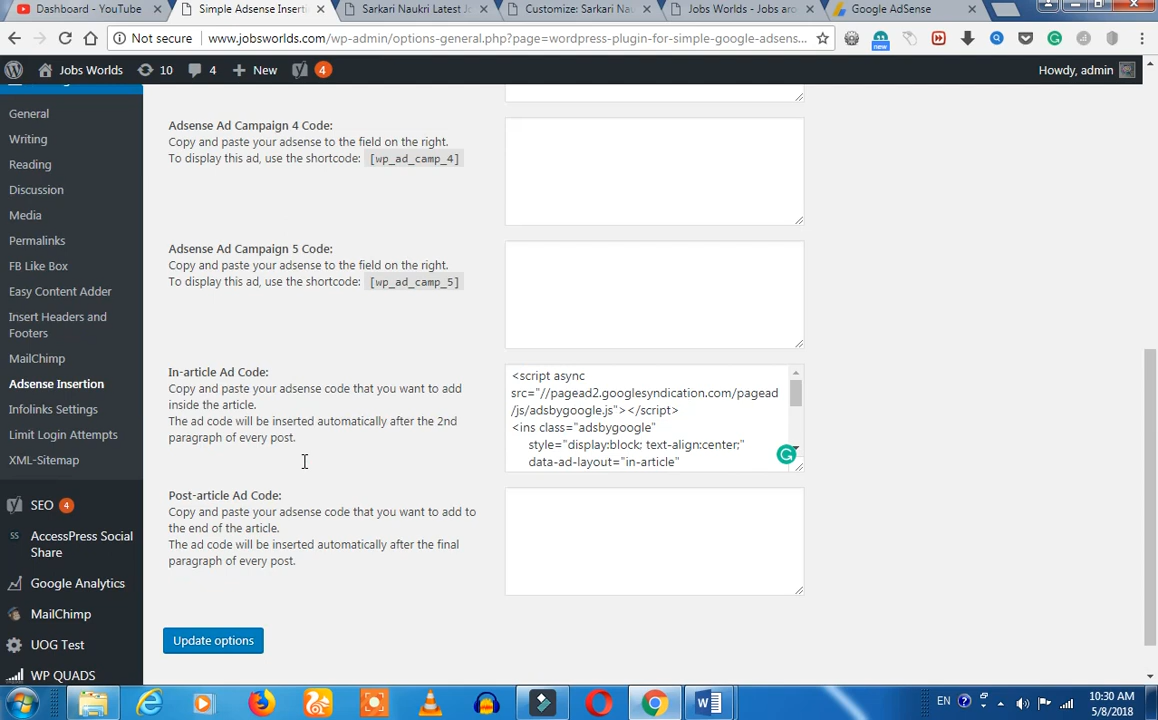 Dashboard - YouTube
Simple Adsense Inserti
Sarkari Naukri Latest Jo
Customize: Sarkari Nau
Jobs Worlds - Jobs arou
Google AdSense
Not secure
www.jobsworlds.com/wp-admin/options-general.php?page=wordpress-plugin-for-simple-google-adsens...
new
Jobs Worlds
10
4
New
4
Howdy, admin
General
Writing
Reading
Discussion
Media
Permalinks
FB Like Box
Easy Content Adder
Insert Headers and
Footers
MailChimp
Adsense Insertion
Infolinks Settings
Limit Login Attempts
XML-Sitemap
SEO 4
AccessPress Social
Share
Google Analytics
MailChimp
UOG Test
WP QUADS
Adsense Ad Campaign 4 Code:
Copy and paste your adsense to the field on the right.
To display this ad, use the shortcode: [wp_ad_camp_4]
Adsense Ad Campaign 5 Code:
Copy and paste your adsense to the field on the right.
To display this ad, use the shortcode: [wp_ad_camp_5]
In-article Ad Code:
Copy and paste your adsense code that you want to add
inside the article.
The ad code will be inserted automatically after the 2nd
paragraph of every post.
<script async
src="//pagead2.googlesyndication.com/pagead
/js/adsbygoogle.js"></script>
<ins class="adsbygoogle"
style="display:block; text-align:center;"
data-ad-layout="in-article"
Post-article Ad Code:
Copy and paste your adsense code that you want to add to
the end of the article.
The ad code will be inserted automatically after the final
paragraph of every post.
Update options
EN
10:30 AM
5/8/2018